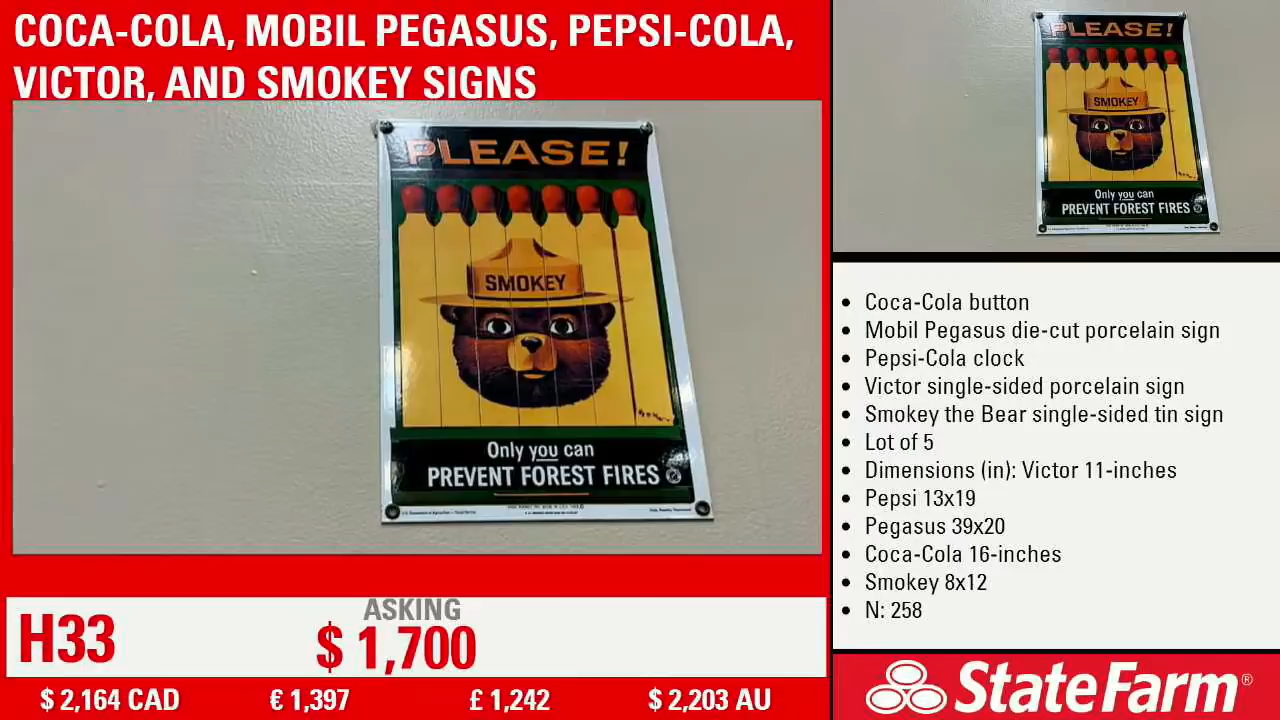 COCA-COLA, MOBIL PEGASUS, PEPSI-COLA,
VICTOR, AND SMOKEY SIGNS
PLEASE!
SMOKEY
Only you can
PREVENT FOREST FIRES
PLEASE!
SMOKEY
Only you can
PREVENT FOREST FIRES
• Coca-Cola button
• Mobil Pegasus die-cut porcelain sign
• Pepsi-Cola clock
• Victor single-sided porcelain sign
• Smokey the Bear single-sided tin sign
• Lot of 5
• Dimensions (in): Victor 11-inches
• Pepsi 13x19
• Pegasus 39x20
• Coca-Cola 16-inches
• Smokey 8x12
• N: 258
H33
ASKING
$ 1,700
$ 2,164 CAD
€ 1,397
£ 1,242
$ 2,203 AU
StateFarm®